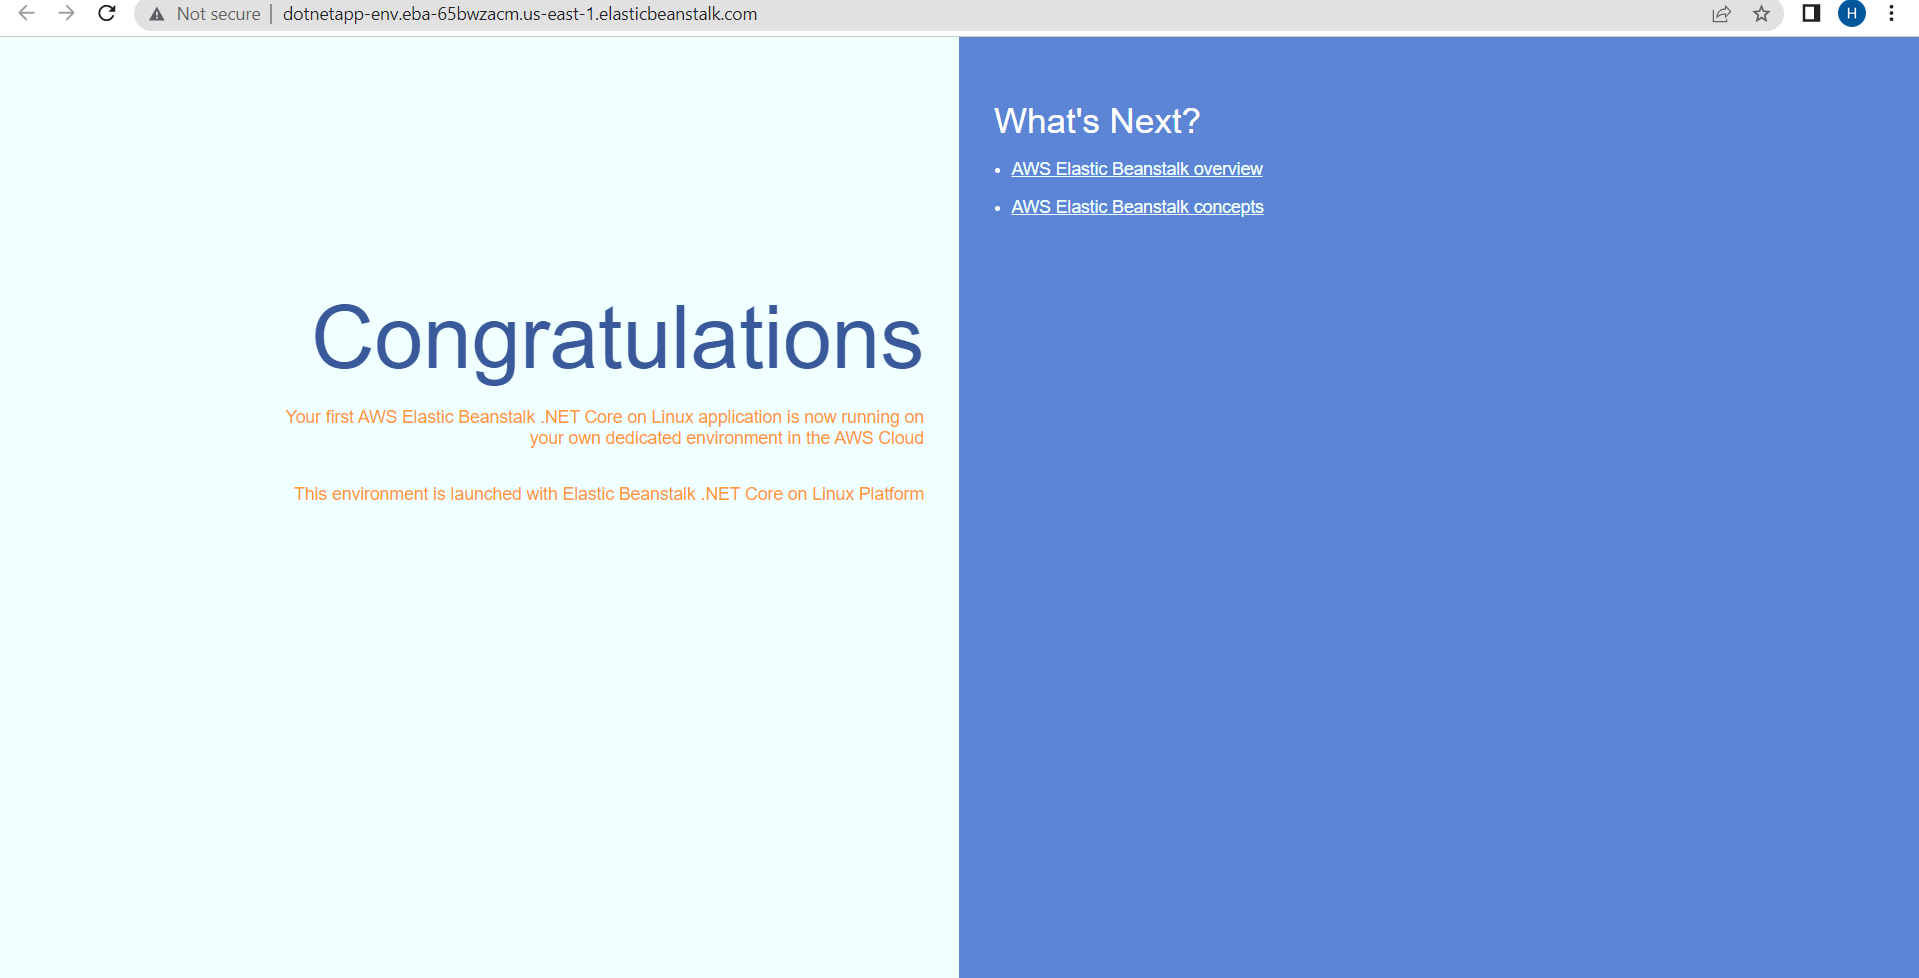 Not secure | dotnetapp-env.eba-65bwzacm.us-east-1.elasticbeanstalk.com
H
Congratulations
Your first AWS Elastic Beanstalk .NET Core on Linux application is now running on
your own dedicated environment in the AWS Cloud
This environment is launched with Elastic Beanstalk .NET Core on Linux Platform
What's Next?
• AWS Elastic Beanstalk overview
• AWS Elastic Beanstalk concepts